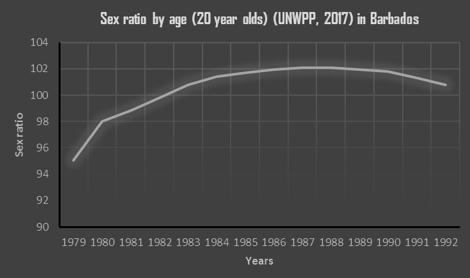 Sex ratio by age (20 year olds) (UNWPP, 2017) in Barbados
104
102
100
98
96
94
92
90
Sex ratio
1979 1980 1981 1982 1983 1984 1985 1986 1987 1988 1989 1990 1991 1992
Years